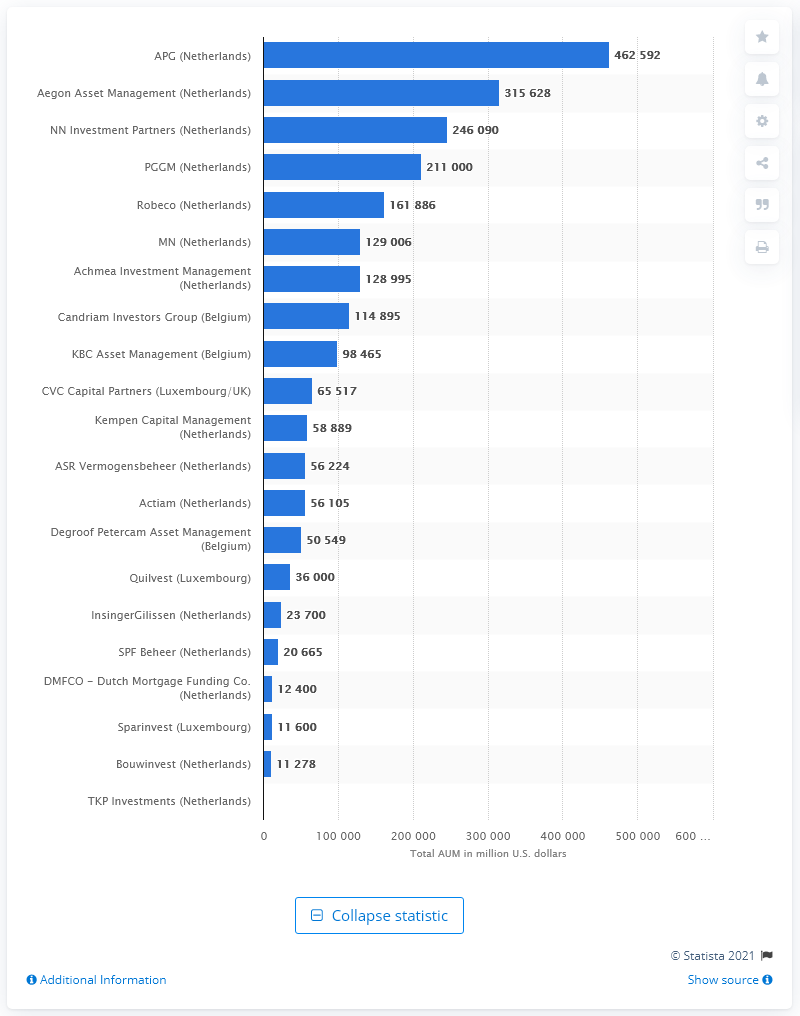 APG (Netherlands) 462 592
Aegon Asset Management (Netherlands) 315 628
NN Investment Partners (Netherlands) 246 090
PGGM (Netherlands) 211 000
Robeco (Netherlands) 161 886
MN (Netherlands) 129 006
Achmea Investment Management
(Netherlands) 128 995
Candriam Investors Group (Belgium) 114 895
KBC Asset Management (Belgium) 98 465
CVC Capital Partners (Luxembourg/UK) 65 517
Kempen Capital Management
(Netherlands) 58 889
ASR Vermogensbeheer (Netherlands) 56 224
Actiam (Netherlands) 56 105
Degroof Petercam Asset Management
(Belgium) 50 549
Quilvest (Luxembourg) 36 000
InsingerGilissen (Netherlands) 23 700
SPF Beheer (Netherlands) 20 665
DMFCO - Dutch Mortgage Funding Co.
(Netherlands) 12 400
Sparinvest (Luxembourg) 11 600
Bouwinvest (Netherlands) 11 278
TKP Investments (Netherlands)
0 100 000 200 000 300 000 400 000 500 000 600 ...
Total AUM in million U.S. dollars
Collapse statistic
© Statista 2021
Additional Information Show source